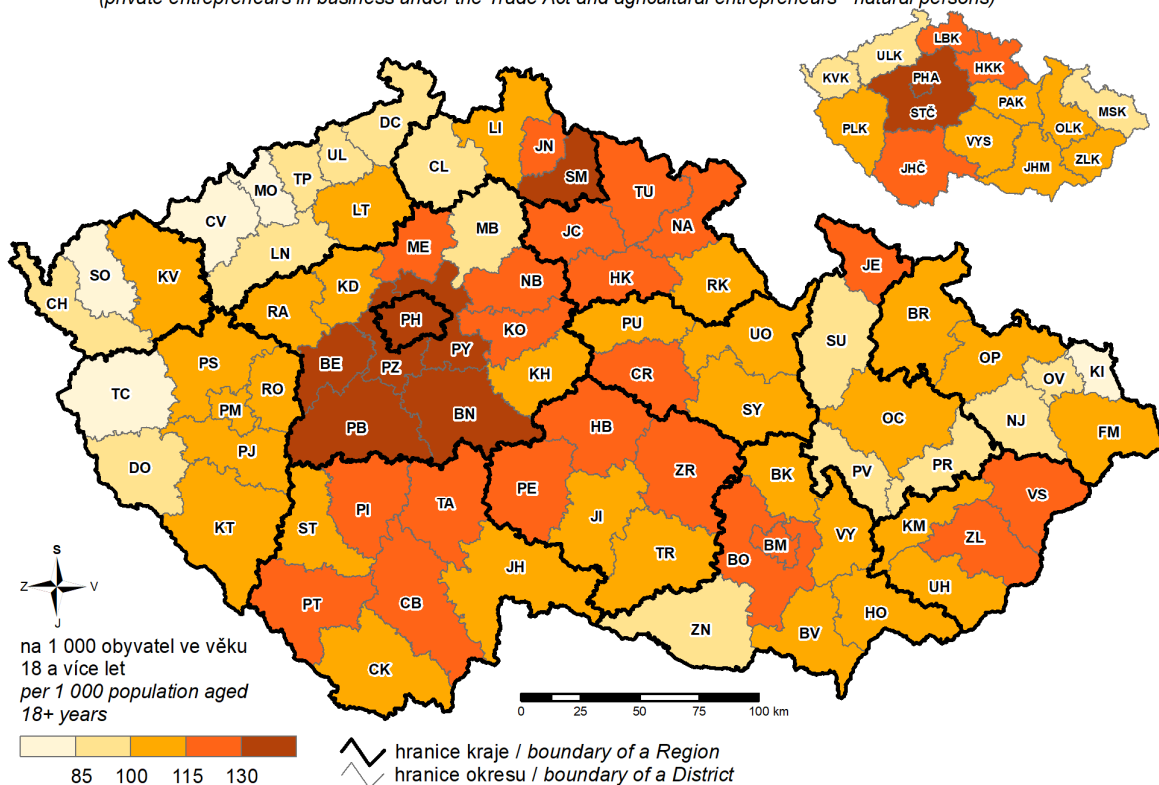 (private entrepreneurs in business under the Trade Act and agricultural entrepreneurs - natural persons)
LBK
ULK
HKK
KVK
PHA
PAK
MSK
STČ
PLK
OLK
VYS
ZLK
JHČ
JHM
DC
LI
UL
JN
CL
TP
MO
SM
TU
LT
CV
MB
NA
JC
ME
LN
SO
KV
JE
HK
NB
RK
KD
CH
RA
BR
PH
PU
KO
UO
SU
OP
PY
BE
PS
PZ
OV
KI
CR
KH
RO
TC
PM
SY
OC
NJ
BN
PB
HB
FM
PJ
DO
PR
ZR
PV
BK
PE
VS
TA
PI
JI
ST
KT
KM
VY
ZL
BM
TR
BO
JH
UH
PT
CB
HO
ZN
BV
CK
S
Z V
J
na 1 000 obyvatel ve věku
18 a více let
per 1 000 population aged
18+ years
85 100 115 130
0 25 50 75 100 km
hranice kraje / boundary of a Region
hranice okresu / boundary of a District